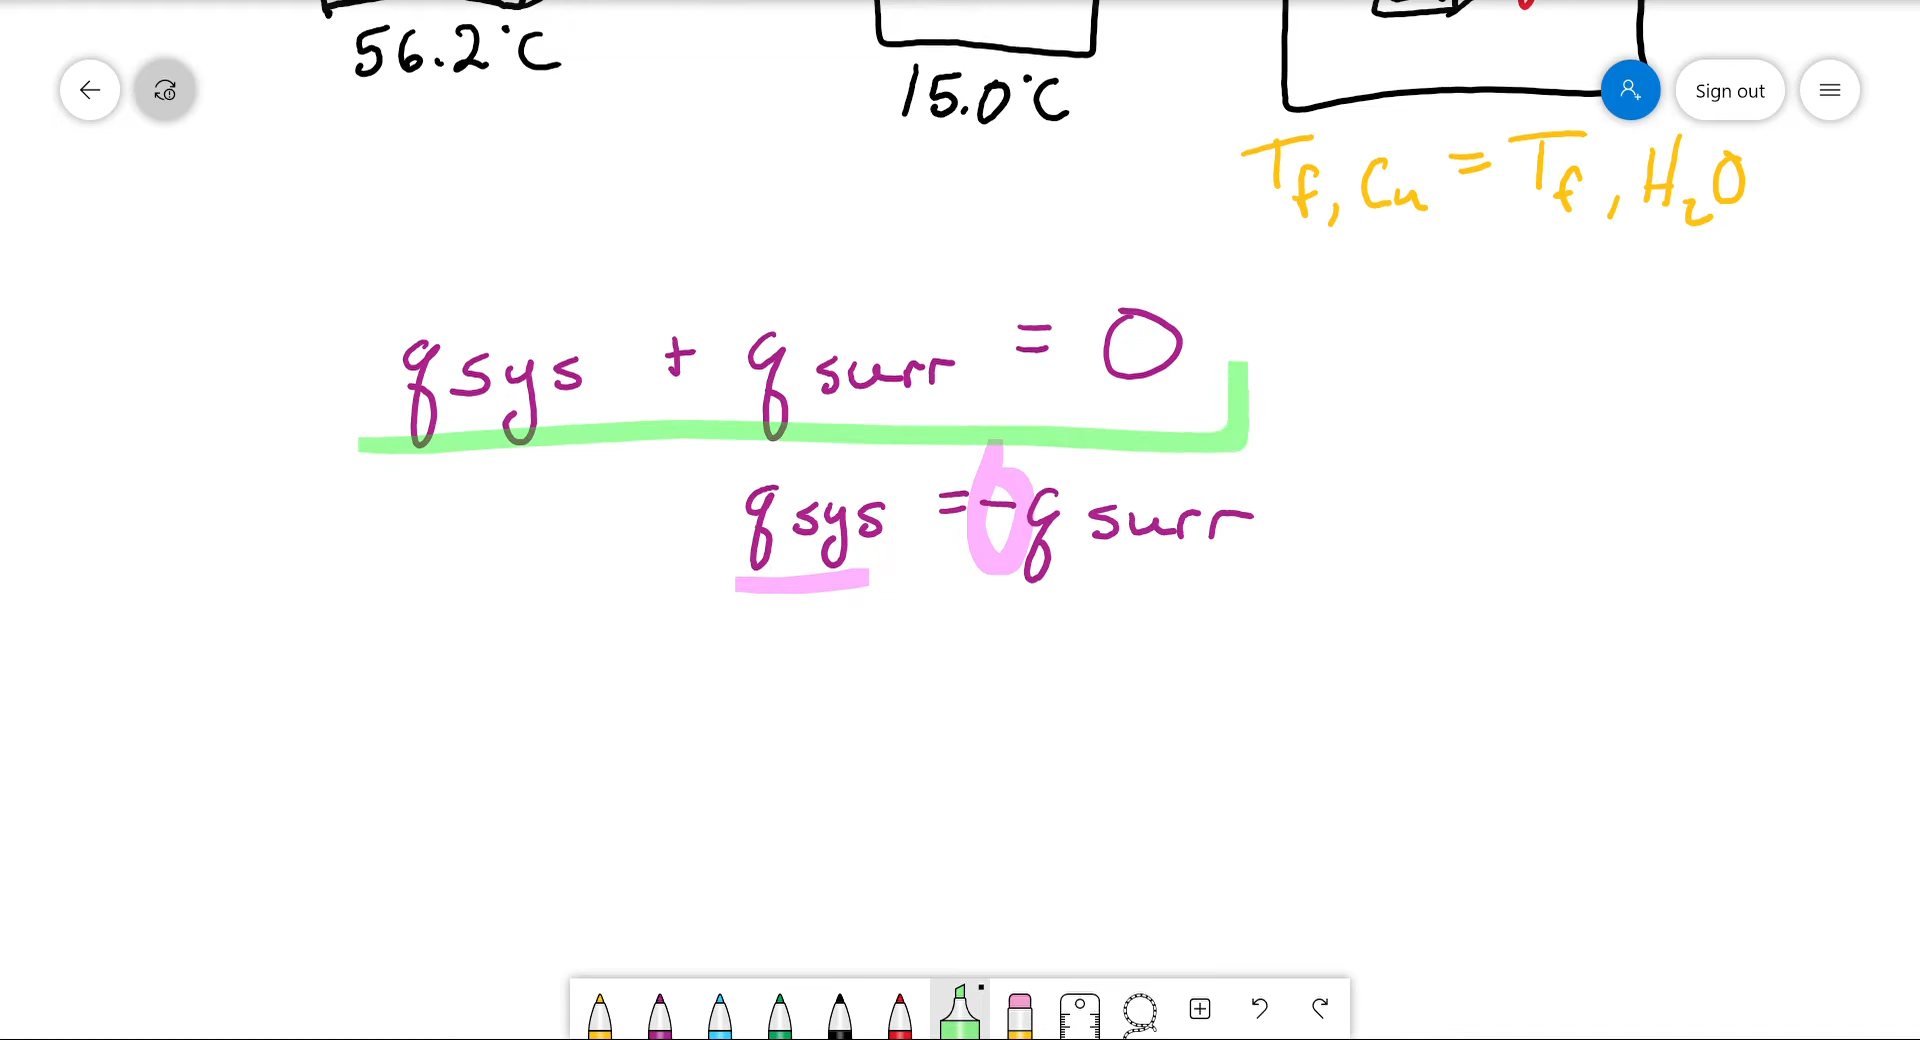 56.2°C
15.0°C
Sign out
Tf, Cu = Tf, H₂O
qsys + qsurr = 0
qsys = -qsurr